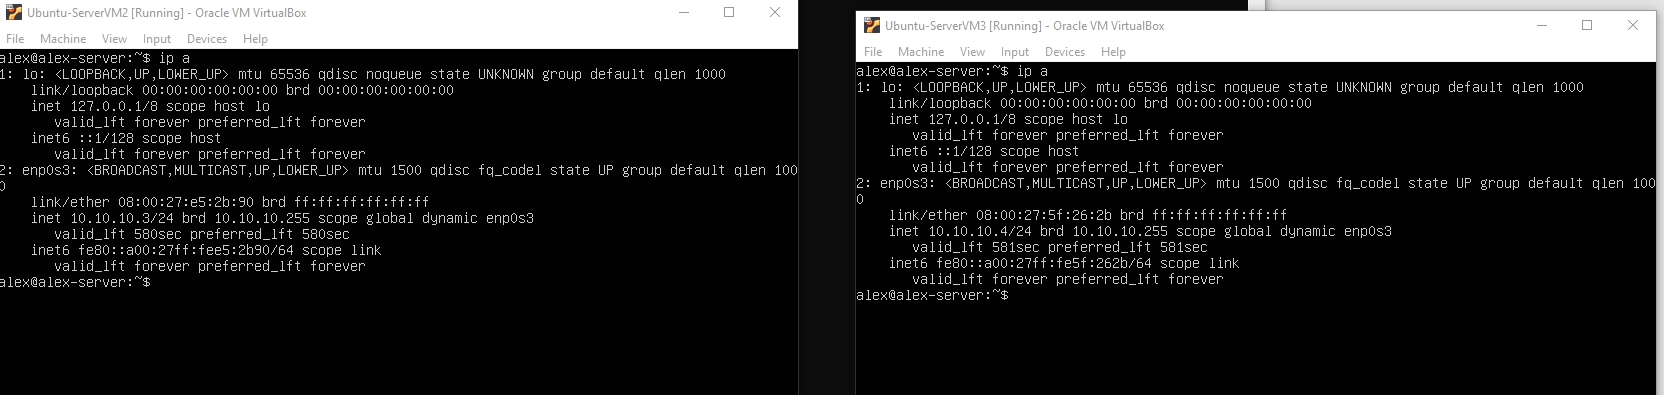 Ubuntu-ServerVM2 [Running] - Oracle VM VirtualBox
File Machine View Input Devices Help
alex@alex-server:~$ ip a
1: lo: <LOOPBACK,UP,LOWER_UP> mtu 65536 qdisc noqueue state UNKNOWN group default qlen 1000
link/loopback 00:00:00:00:00:00 brd 00:00:00:00:00:00
inet 127.0.0.1/8 scope host lo
valid_lft forever preferred_lft forever
inet6 ::1/128 scope host
valid_lft forever preferred_lft forever
2: enp0s3: <BROADCAST,MULTICAST,UP,LOWER_UP> mtu 1500 qdisc fq_codel state UP group default qlen 100
0
link/ether 08:00:27:e5:2b:90 brd ff:ff:ff:ff:ff:ff
inet 10.10.10.3/24 brd 10.10.10.255 scope global dynamic enp0s3
valid_lft 580sec preferred_lft 580sec
inet6 fe80::a00:27ff:fee5:2b90/64 scope link
valid_lft forever preferred_lft forever
alex@alex-server:~$
Ubuntu-ServerVM3 [Running] - Oracle VM VirtualBox
File Machine View Input Devices Help
alex@alex-server:~$ ip a
1: lo: <LOOPBACK,UP,LOWER_UP> mtu 65536 qdisc noqueue state UNKNOWN group default qlen 1000
link/loopback 00:00:00:00:00:00 brd 00:00:00:00:00:00
inet 127.0.0.1/8 scope host lo
valid_lft forever preferred_lft forever
inet6 ::1/128 scope host
valid_lft forever preferred_lft forever
2: enp0s3: <BROADCAST,MULTICAST,UP,LOWER_UP> mtu 1500 qdisc fq_codel state UP group default qlen 100
0
link/ether 08:00:27:5f:26:2b brd ff:ff:ff:ff:ff:ff
inet 10.10.10.4/24 brd 10.10.10.255 scope global dynamic enp0s3
valid_lft 581sec preferred_lft 581sec
inet6 fe80::a00:27ff:fe5f:262b/64 scope link
valid_lft forever preferred_lft forever
alex@alex-server:~$